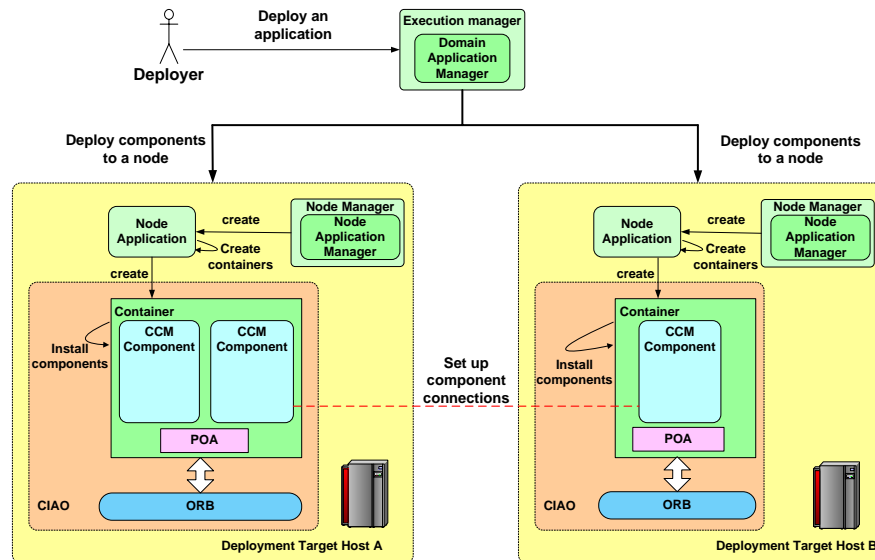 Deploy an
application
Deployer
Execution manager
Domain
Application
Manager
Deploy components
to a node
Deploy components
to a node
Node
Application
create
Create
containers
Node Manager
Node
Application
Manager
create
Container
CCM
Component
CCM
Component
Install
components
POA
CIAO
ORB
Deployment Target Host A
Set up
component
connections
Node
Application
create
Create
containers
Node Manager
Node
Application
Manager
create
Container
CCM
Component
Install
components
POA
CIAO
ORB
Deployment Target Host B